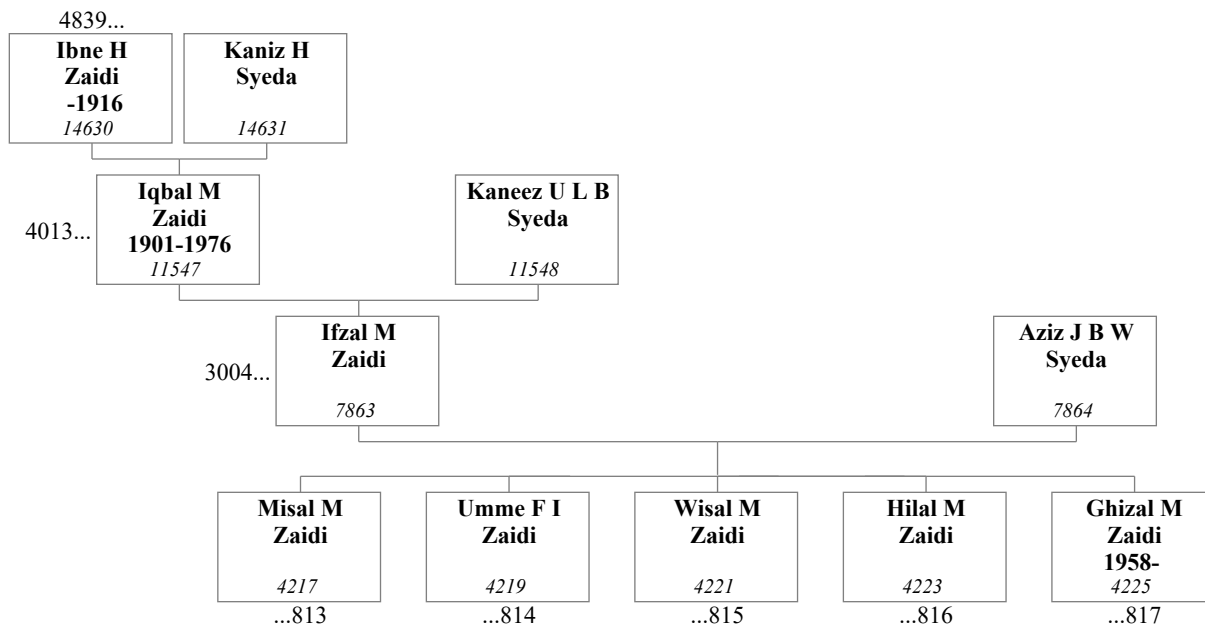 4839...
Ibne H
Zaidi
-1916
14630
Kaniz H
Syeda
14631
4013...
Iqbal M
Zaidi
1901-1976
11547
Kaneez U L B
Syeda
11548
3004...
Ifzal M
Zaidi
7863
Aziz J B W
Syeda
7864
Misal M
Zaidi
4217
...813
Umme F I
Zaidi
4219
...814
Wisal M
Zaidi
4221
...815
Hilal M
Zaidi
4223
...816
Ghizal M
Zaidi
1958-
4225
...817